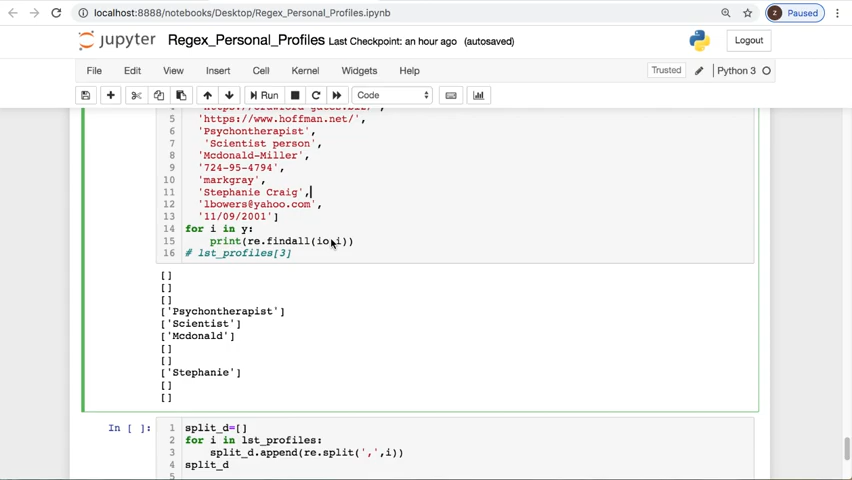 localhost:8888/notebooks/Desktop/Regex_Personal_Profiles.ipynb
Z Paused
jupyter Regex_Personal_Profiles Last Checkpoint: an hour ago (autosaved)
Logout
File Edit View Insert Cell Kernel Widgets Help
Trusted Python 3
Run Code
5 'https://www.hoffman.net/',
6 'Psychontherapist',
7 'Scientist person',
8 'Mcdonald-Miller',
9 '724-95-4794',
10 'markgray',
11 'Stephanie Craig',
12 'lbowers@yahoo.com',
13 '11/09/2001']
14 for i in y:
15 print(re.findall(io,i))
16 # lst_profiles[3]
[]
[]
[]
['Psychontherapist']
['Scientist']
['Mcdonald']
[]
[]
['Stephanie']
[]
[]
In [ ]:
1 split_d=[]
2 for i in lst_profiles:
3 split_d.append(re.split(',',i))
4 split_d
5